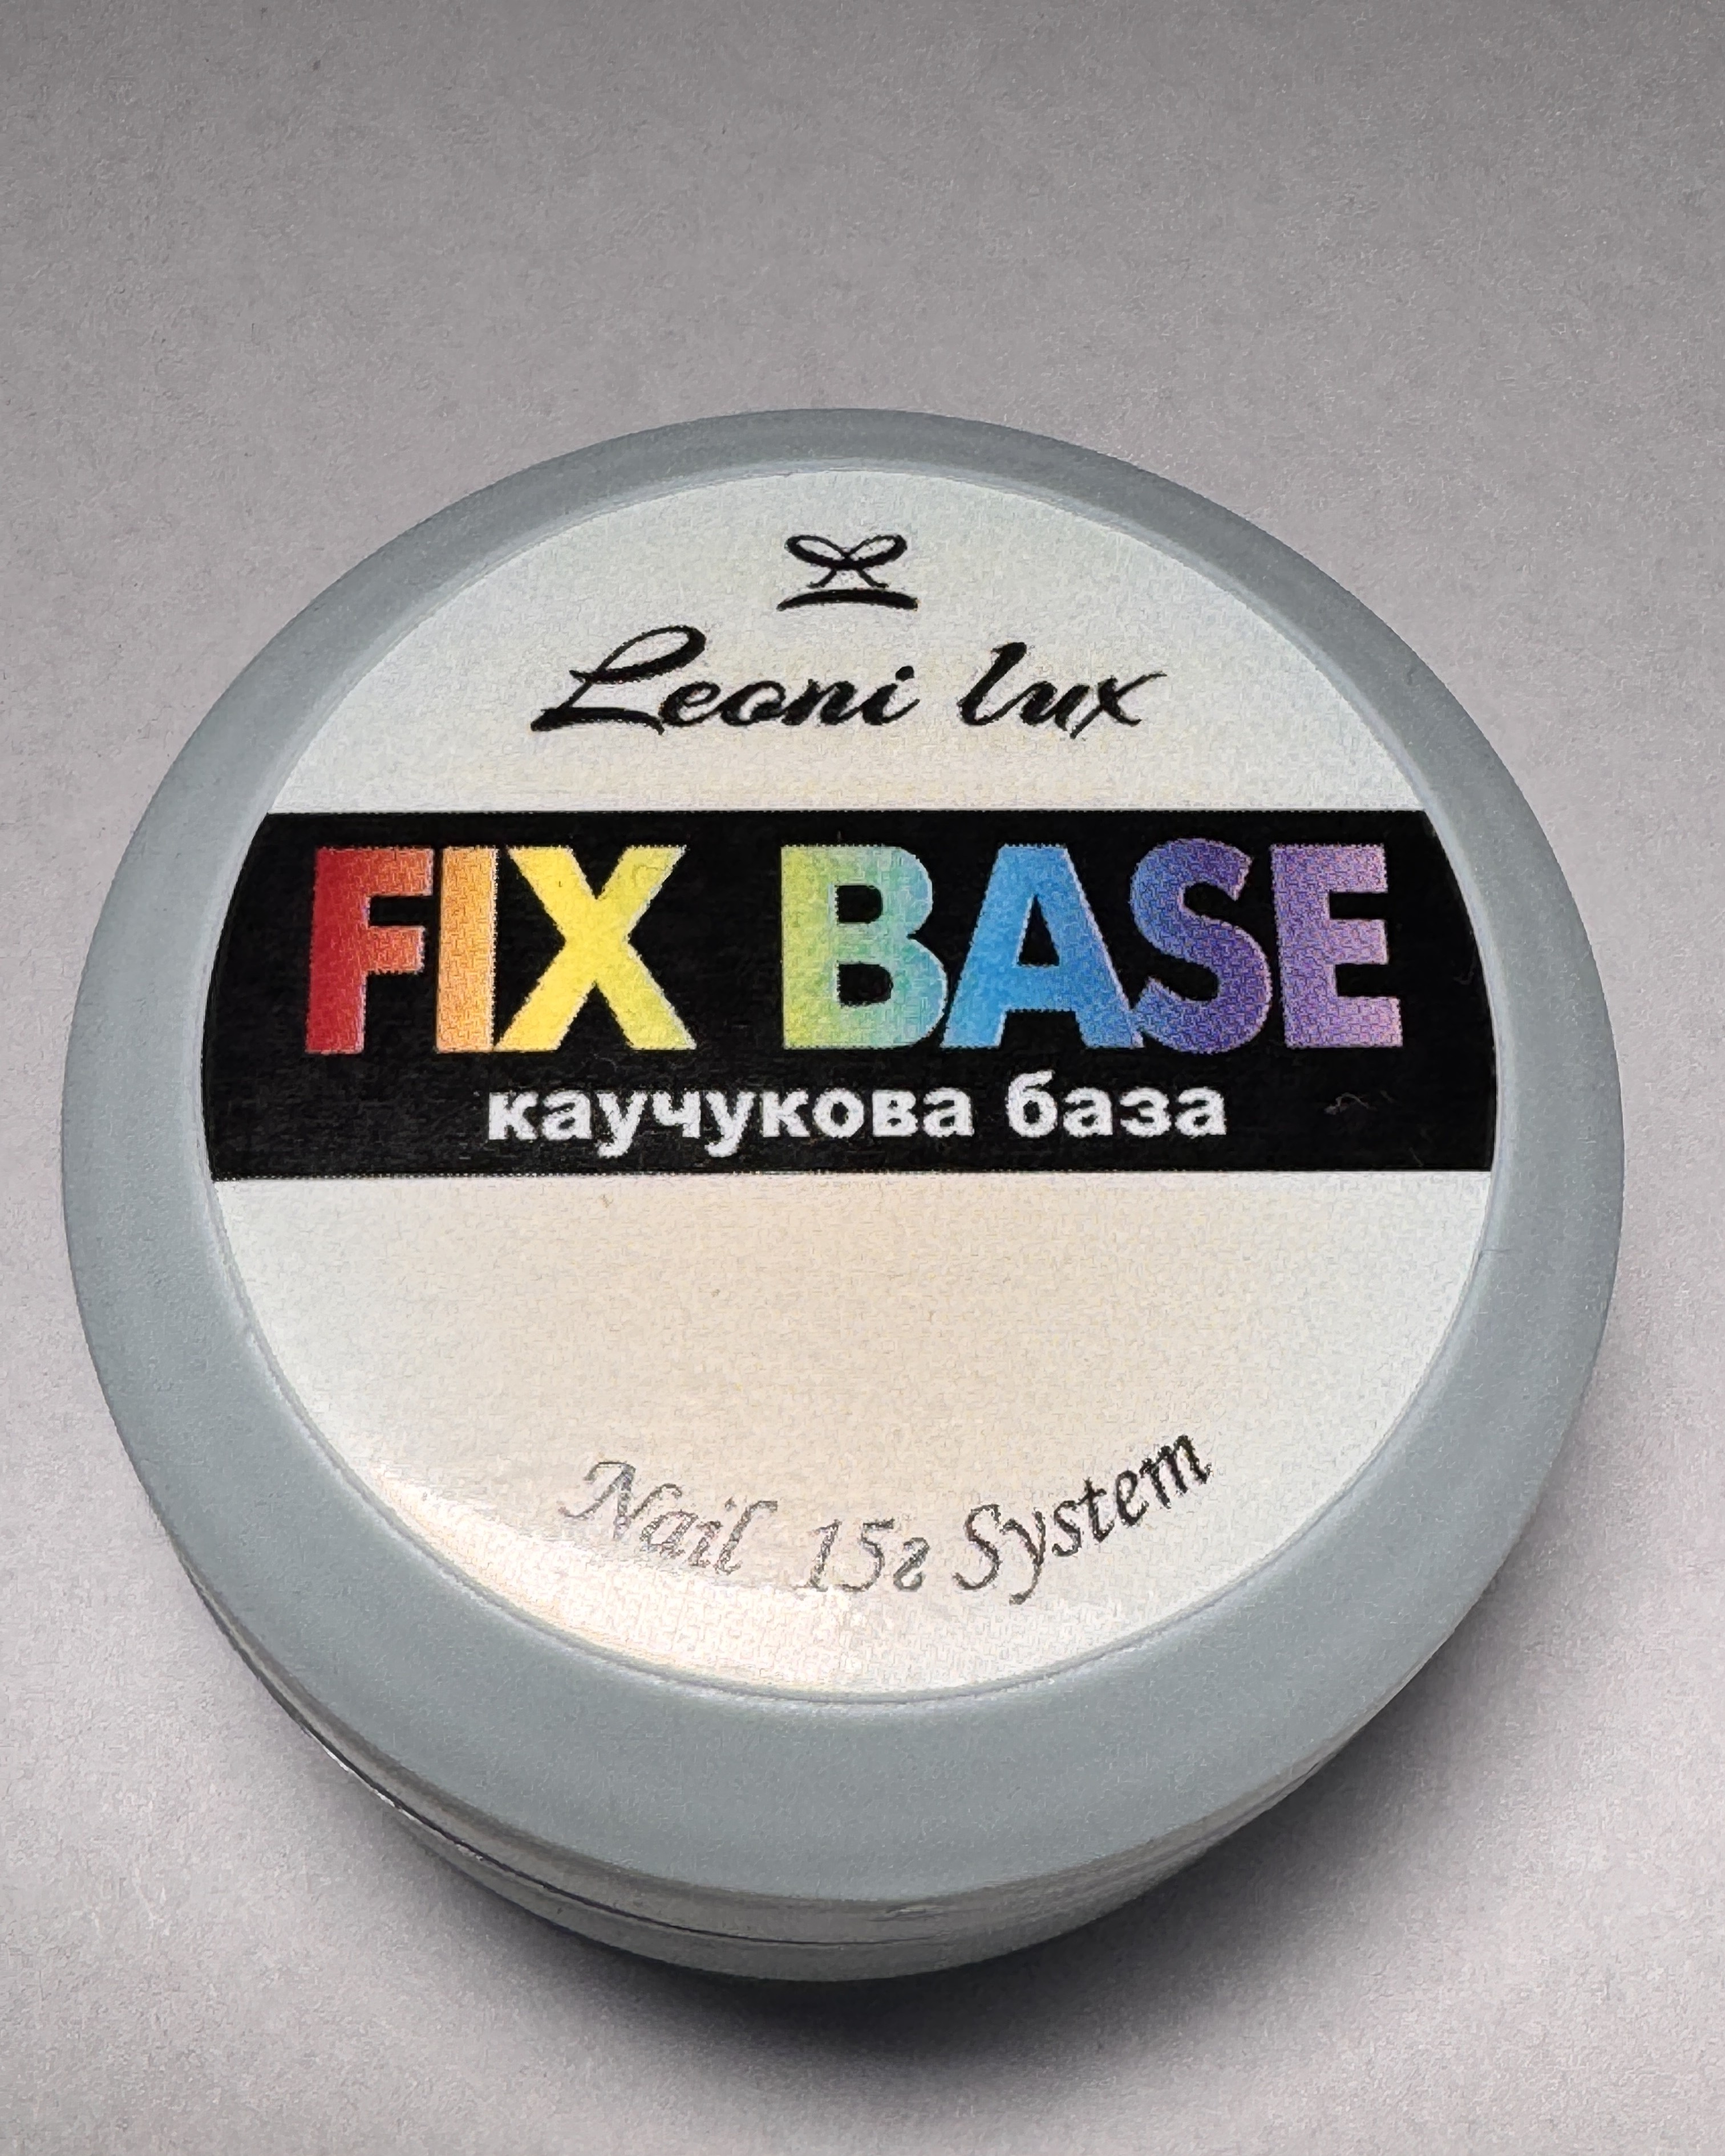 Leoni lux
FIX BASE
каучукова база
Nail 15г System